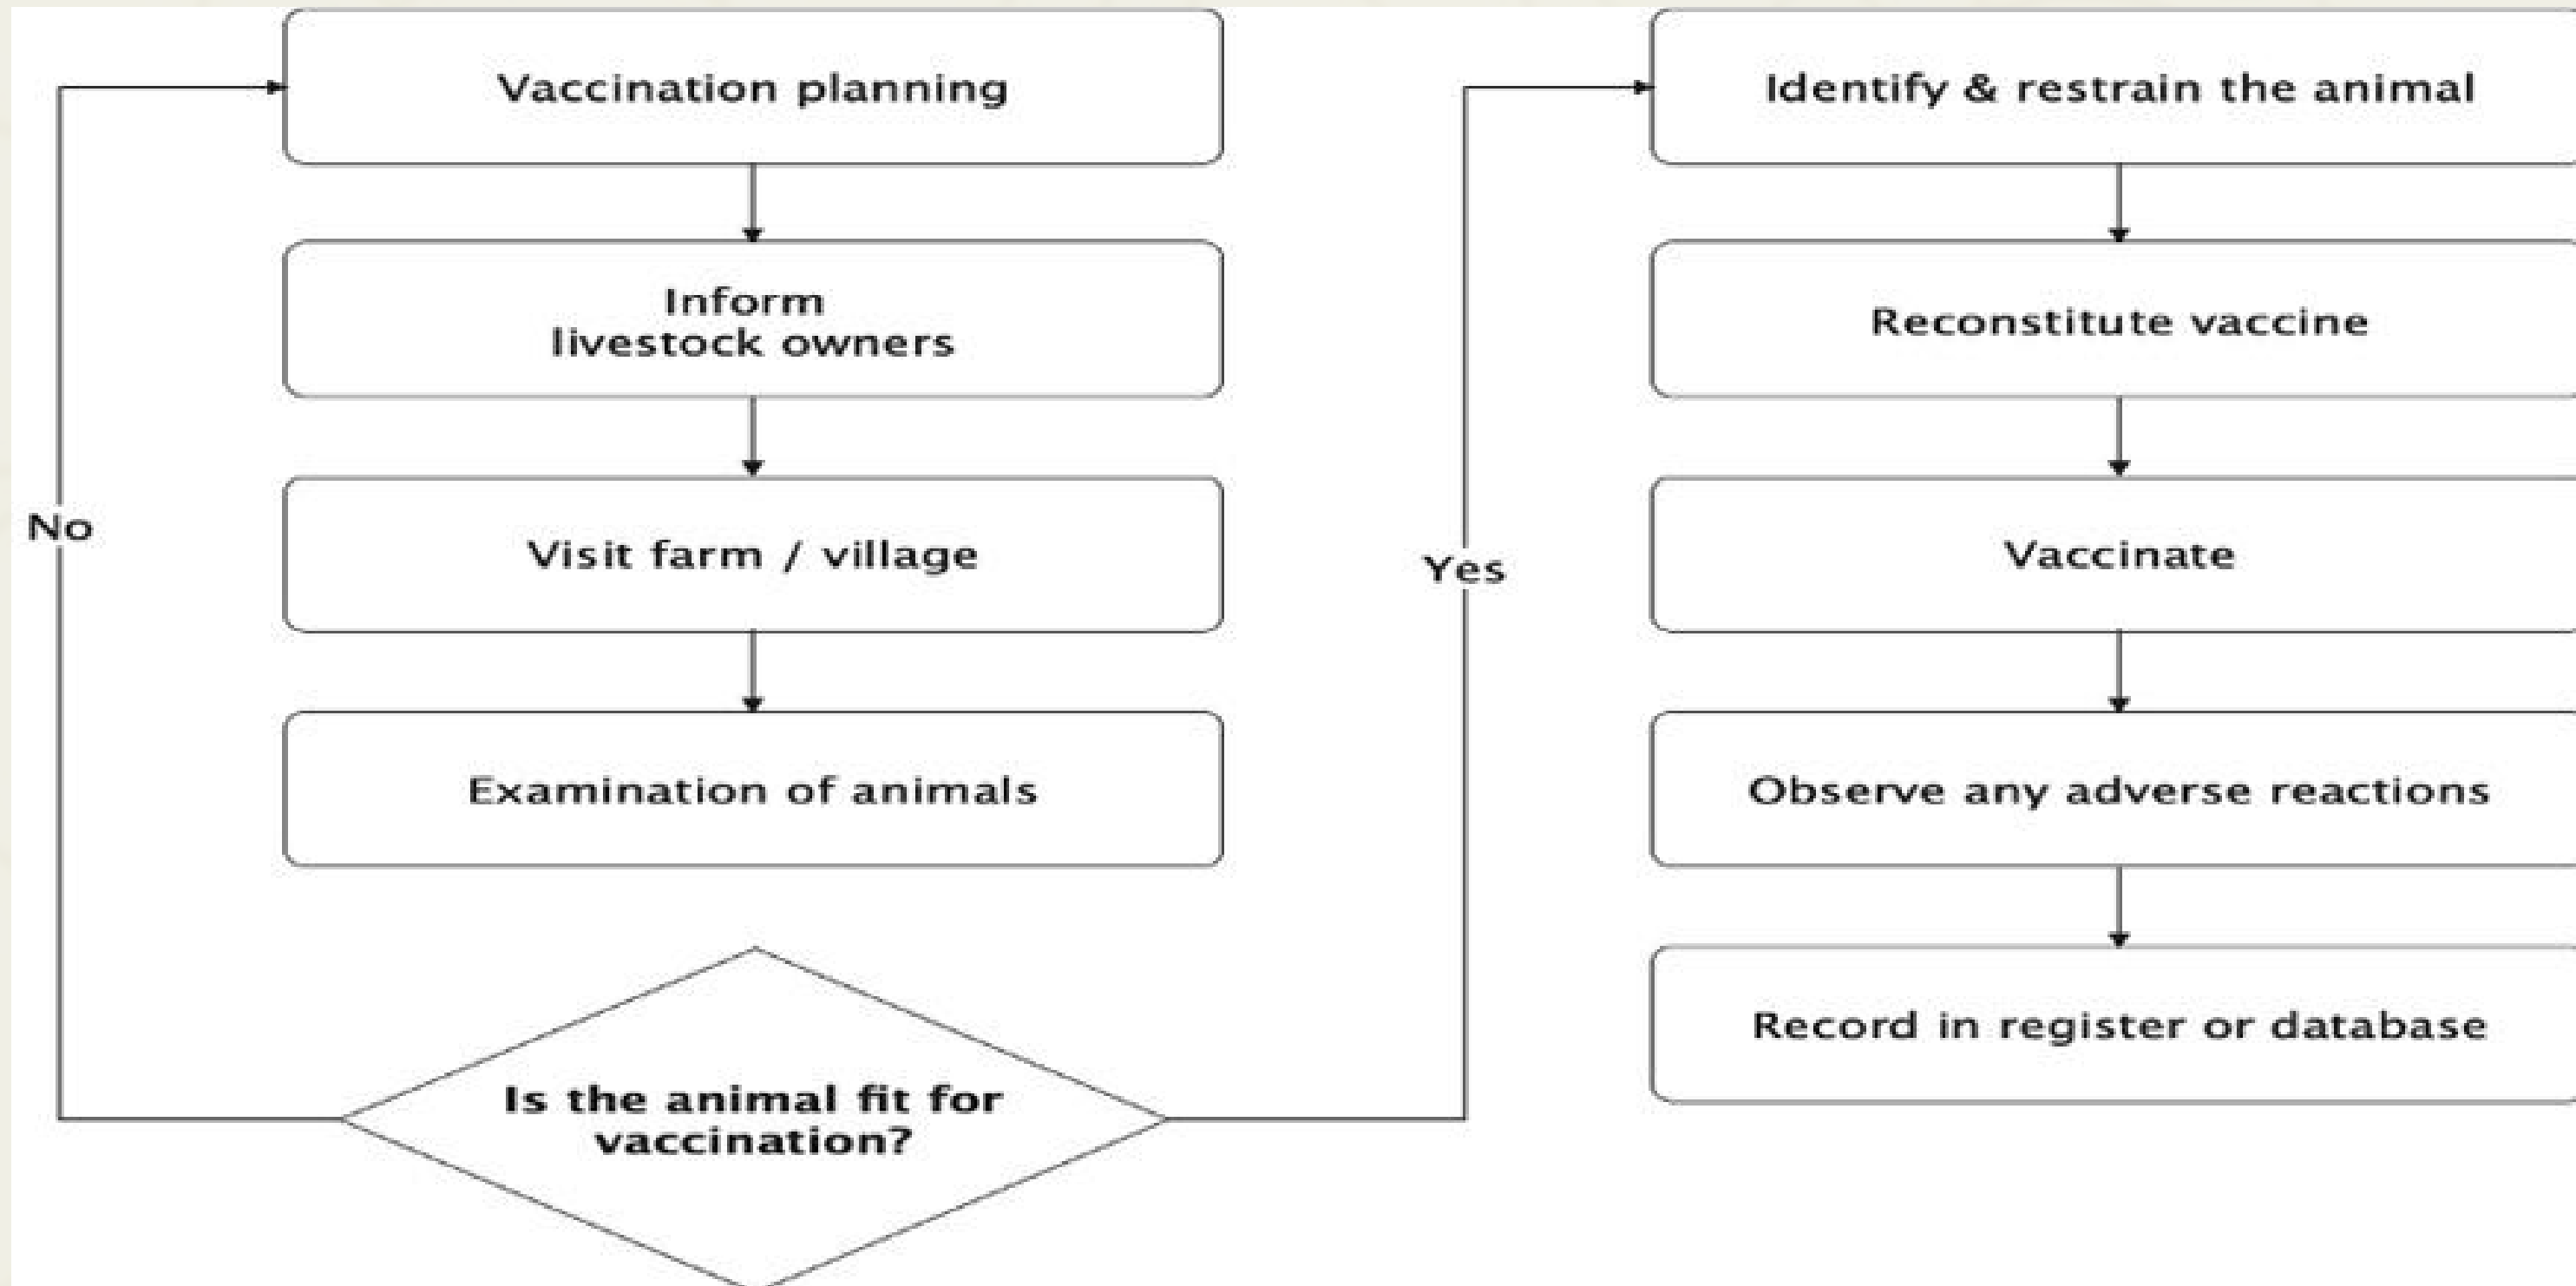 Vaccination planning
Inform
livestock owners
Visit farm / village
Examination of animals
Is the animal fit for
vaccination?
No
Yes
Identify & restrain the animal
Reconstitute vaccine
Vaccinate
Observe any adverse reactions
Record in register or database